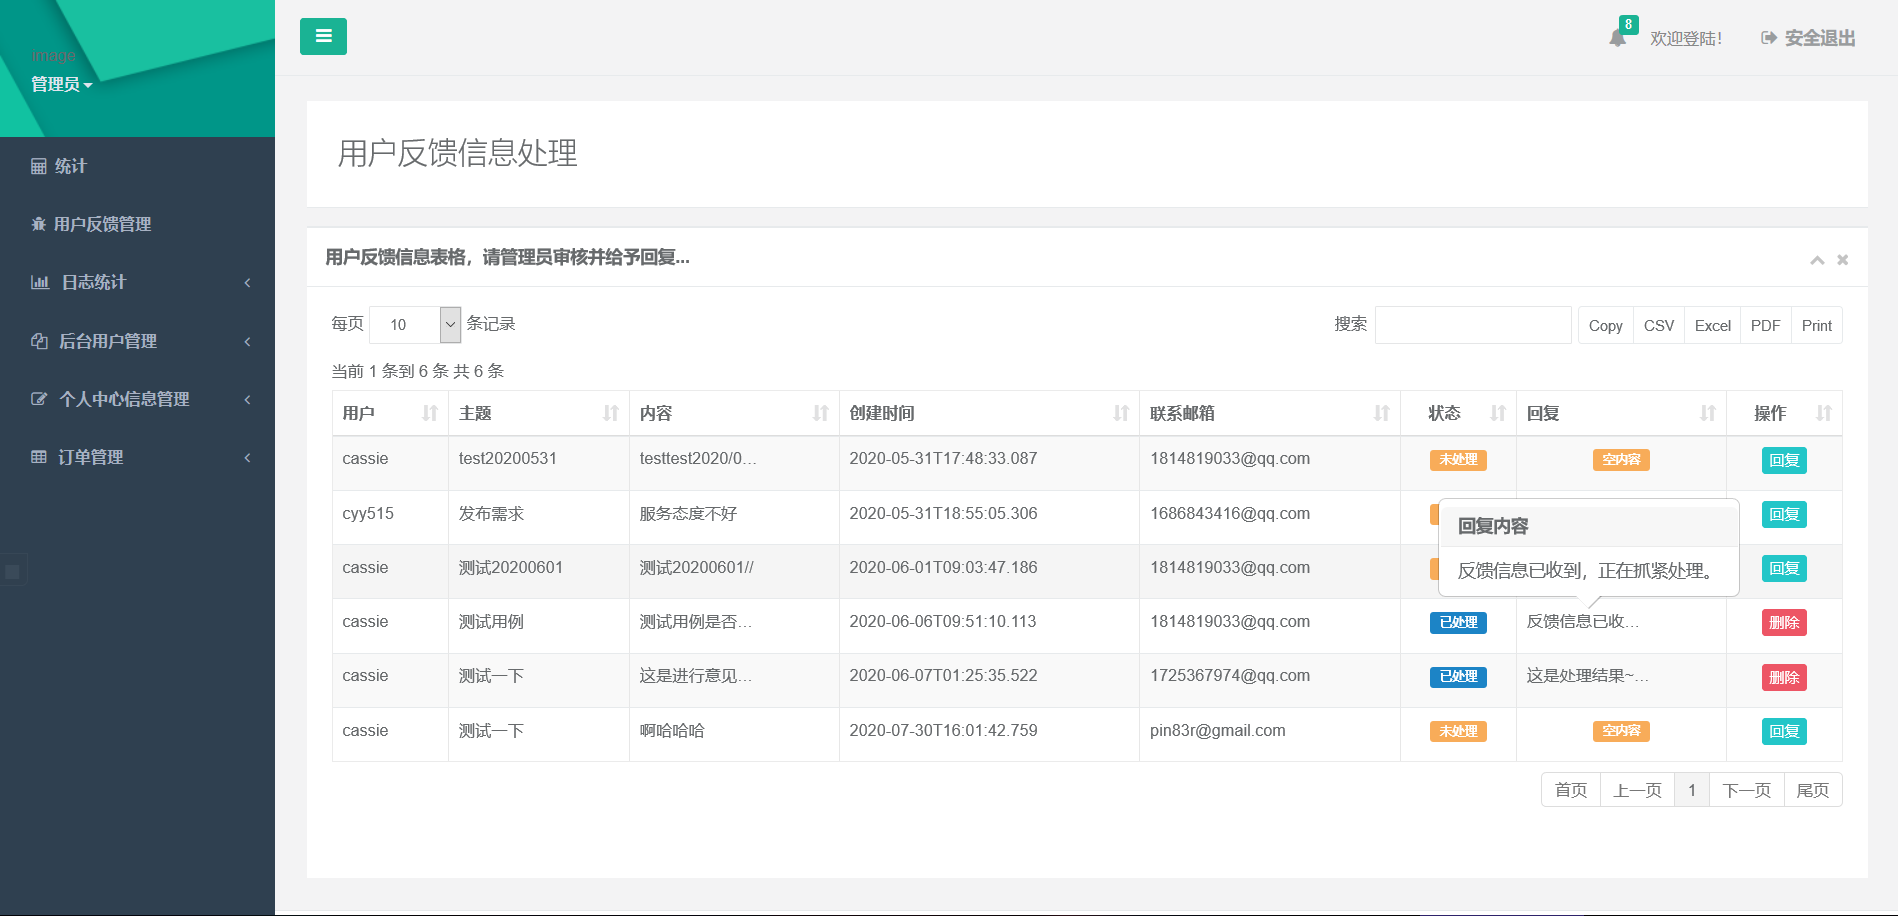 image
管理员
统计
用户反馈管理
日志统计
后台用户管理
个人中心信息管理
订单管理
8
欢迎登陆!
安全退出
用户反馈信息处理
用户反馈信息表格，请管理员审核并给予回复...
每页 10 条记录
搜索 Copy CSV Excel PDF Print
当前 1 条到 6 条 共 6 条
用户 主题 内容 创建时间 联系邮箱 状态 回复 操作
cassie test20200531 testtest2020/0... 2020-05-31T17:48:33.087 1814819033@qq.com 未处理 空内容 回复
cyy515 发布需求 服务态度不好 2020-05-31T18:55:05.306 1686843416@qq.com 回复
回复内容
反馈信息已收到，正在抓紧处理。
cassie 测试20200601 测试20200601// 2020-06-01T09:03:47.186 1814819033@qq.com 回复
cassie 测试用例 测试用例是否... 2020-06-06T09:51:10.113 1814819033@qq.com 已处理 反馈信息已收... 删除
cassie 测试一下 这是进行意见... 2020-06-07T01:25:35.522 1725367974@qq.com 已处理 这是处理结果~... 删除
cassie 测试一下 啊哈哈哈 2020-07-30T16:01:42.759 pin83r@gmail.com 未处理 空内容 回复
首页 上一页 1 下一页 尾页